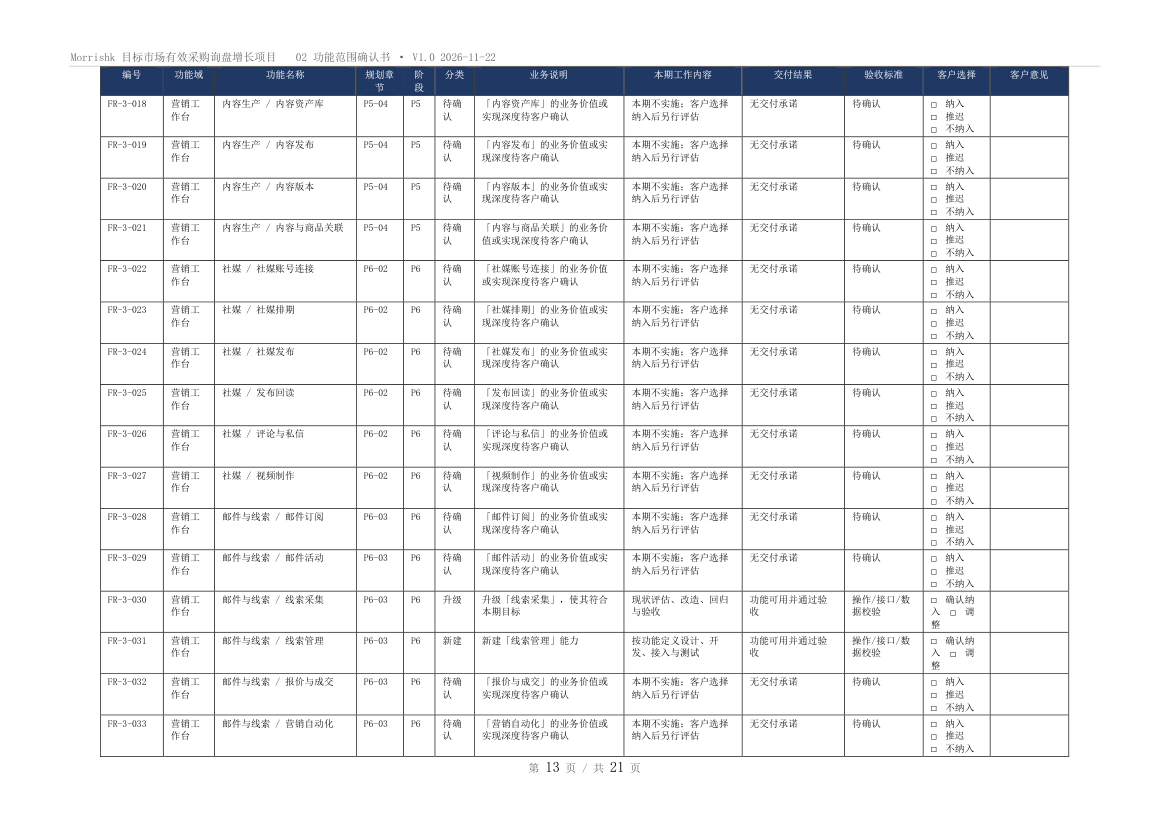 Morrishk 目标市场有效采购询盘增长项目 02 功能范围确认书 • V1.0 2026-11-22
编号 功能域 功能名称 规划章节 阶段 分类 业务说明 本期工作内容 交付结果 验收标准 客户选择 客户意见
FR-3-018 营销工作台 内容生产 / 内容资产库 P5-04 P5 待确认 「内容资产库」的业务价值或实现深度待客户确认 本期不实施；客户选择纳入后另行评估 无交付承诺 待确认 □ 纳入 □ 推迟 □ 不纳入
FR-3-019 营销工作台 内容生产 / 内容发布 P5-04 P5 待确认 「内容发布」的业务价值或实现深度待客户确认 本期不实施；客户选择纳入后另行评估 无交付承诺 待确认 □ 纳入 □ 推迟 □ 不纳入
FR-3-020 营销工作台 内容生产 / 内容版本 P5-04 P5 待确认 「内容版本」的业务价值或实现深度待客户确认 本期不实施；客户选择纳入后另行评估 无交付承诺 待确认 □ 纳入 □ 推迟 □ 不纳入
FR-3-021 营销工作台 内容生产 / 内容与商品关联 P5-04 P5 待确认 「内容与商品关联」的业务价值或实现深度待客户确认 本期不实施；客户选择纳入后另行评估 无交付承诺 待确认 □ 纳入 □ 推迟 □ 不纳入
FR-3-022 营销工作台 社媒 / 社媒账号连接 P6-02 P6 待确认 「社媒账号连接」的业务价值或实现深度待客户确认 本期不实施；客户选择纳入后另行评估 无交付承诺 待确认 □ 纳入 □ 推迟 □ 不纳入
FR-3-023 营销工作台 社媒 / 社媒排期 P6-02 P6 待确认 「社媒排期」的业务价值或实现深度待客户确认 本期不实施；客户选择纳入后另行评估 无交付承诺 待确认 □ 纳入 □ 推迟 □ 不纳入
FR-3-024 营销工作台 社媒 / 社媒发布 P6-02 P6 待确认 「社媒发布」的业务价值或实现深度待客户确认 本期不实施；客户选择纳入后另行评估 无交付承诺 待确认 □ 纳入 □ 推迟 □ 不纳入
FR-3-025 营销工作台 社媒 / 发布回读 P6-02 P6 待确认 「发布回读」的业务价值或实现深度待客户确认 本期不实施；客户选择纳入后另行评估 无交付承诺 待确认 □ 纳入 □ 推迟 □ 不纳入
FR-3-026 营销工作台 社媒 / 评论与私信 P6-02 P6 待确认 「评论与私信」的业务价值或实现深度待客户确认 本期不实施；客户选择纳入后另行评估 无交付承诺 待确认 □ 纳入 □ 推迟 □ 不纳入
FR-3-027 营销工作台 社媒 / 视频制作 P6-02 P6 待确认 「视频制作」的业务价值或实现深度待客户确认 本期不实施；客户选择纳入后另行评估 无交付承诺 待确认 □ 纳入 □ 推迟 □ 不纳入
FR-3-028 营销工作台 邮件与线索 / 邮件订阅 P6-03 P6 待确认 「邮件订阅」的业务价值或实现深度待客户确认 本期不实施；客户选择纳入后另行评估 无交付承诺 待确认 □ 纳入 □ 推迟 □ 不纳入
FR-3-029 营销工作台 邮件与线索 / 邮件活动 P6-03 P6 待确认 「邮件活动」的业务价值或实现深度待客户确认 本期不实施；客户选择纳入后另行评估 无交付承诺 待确认 □ 纳入 □ 推迟 □ 不纳入
FR-3-030 营销工作台 邮件与线索 / 线索采集 P6-03 P6 升级 升级「线索采集」，使其符合本期目标 现状评估、改造、回归与验收 功能可用并通过验收 操作/接口/数据校验 □ 确认纳入 □ 调整
FR-3-031 营销工作台 邮件与线索 / 线索管理 P6-03 P6 新建 新建「线索管理」能力 按功能定义设计、开发、接入与测试 功能可用并通过验收 操作/接口/数据校验 □ 确认纳入 □ 调整
FR-3-032 营销工作台 邮件与线索 / 报价与成交 P6-03 P6 待确认 「报价与成交」的业务价值或实现深度待客户确认 本期不实施；客户选择纳入后另行评估 无交付承诺 待确认 □ 纳入 □ 推迟 □ 不纳入
FR-3-033 营销工作台 邮件与线索 / 营销自动化 P6-03 P6 待确认 「营销自动化」的业务价值或实现深度待客户确认 本期不实施；客户选择纳入后另行评估 无交付承诺 待确认 □ 纳入 □ 推迟 □ 不纳入
第 13 页 / 共 21 页